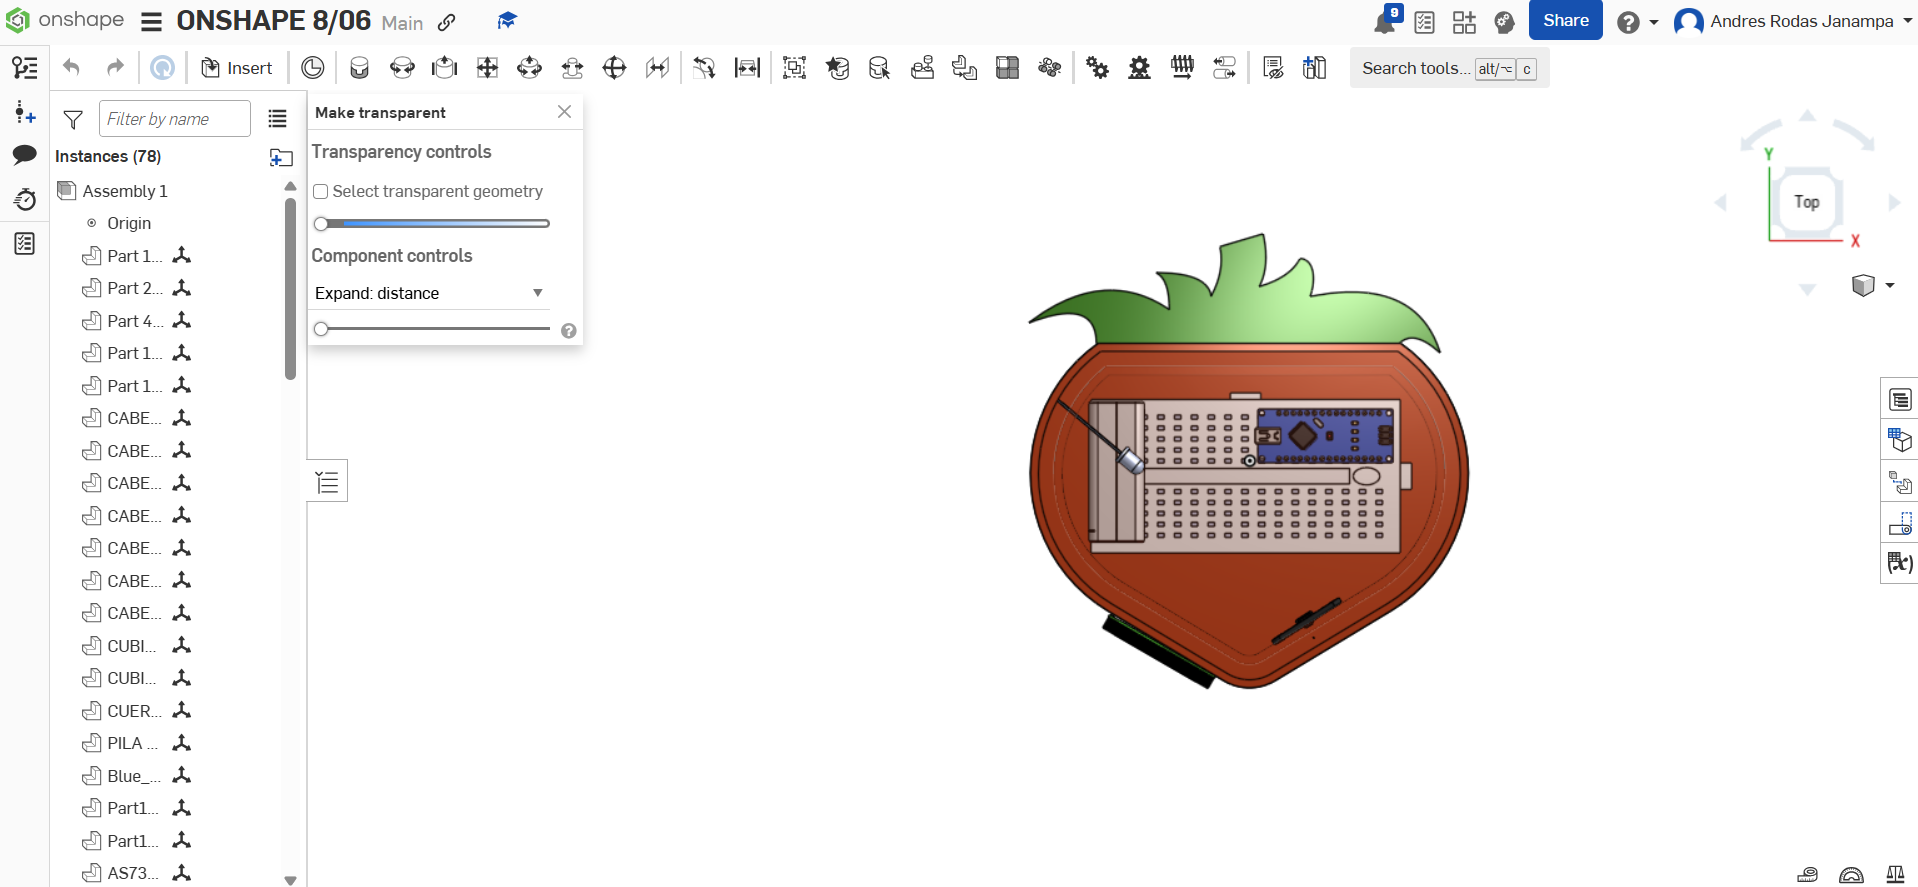 onshape ONSHAPE 8/06 Main 9 Share Andres Rodas Janampa
Insert Search tools... alt/⌥ c
Filter by name
Instances (78)
Assembly 1
Origin
Part 1...
Part 2...
Part 4...
Part 1...
Part 1...
CABE...
CABE...
CABE...
CABE...
CABE...
CABE...
CABE...
CUBI...
CUBI...
CUER...
PILA ...
Blue_...
Part1...
Part1...
AS73...
Make transparent
Transparency controls
Select transparent geometry
Component controls
Expand: distance
Y
Top
X
(x)